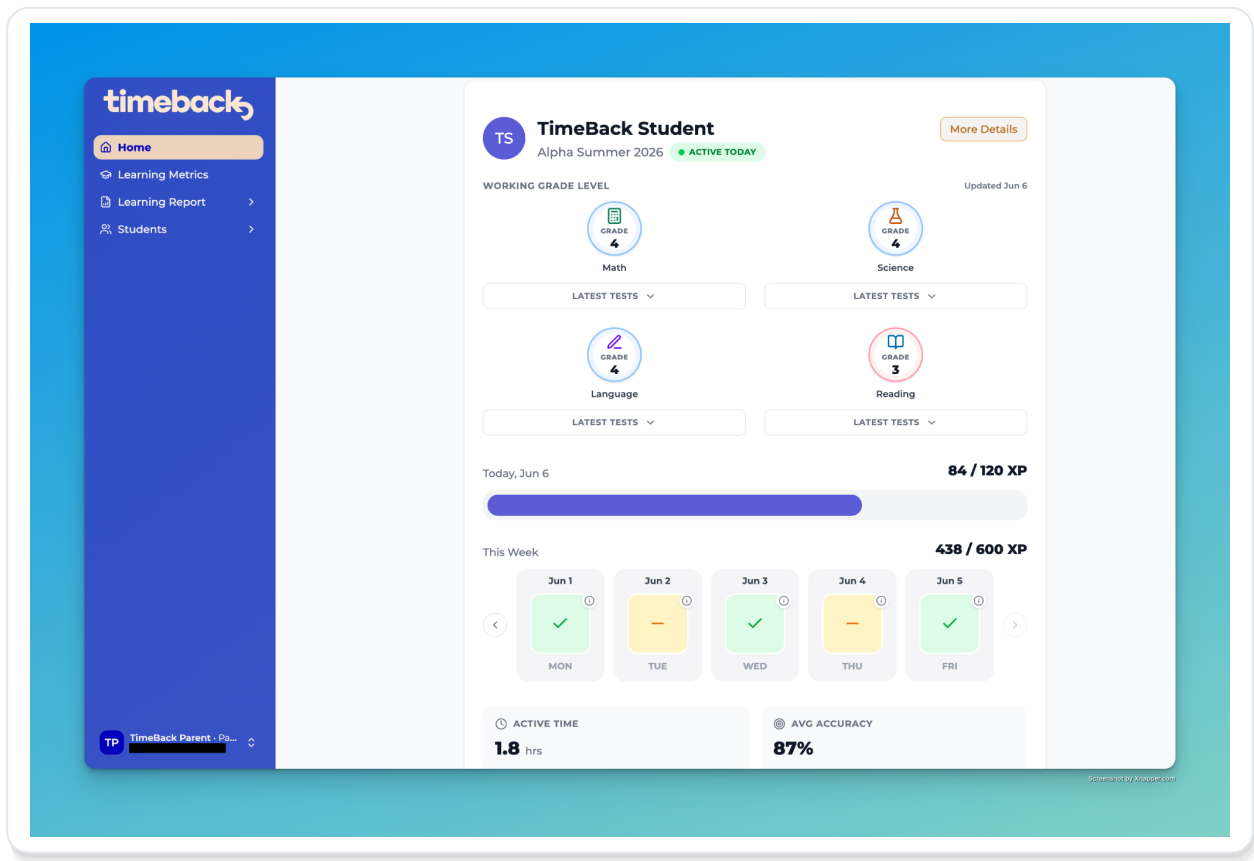 timeback
Home
Learning Metrics
Learning Report
Students
TP
TimeBack Parent · Pa...
TS
TimeBack Student
Alpha Summer 2026
ACTIVE TODAY
More Details
WORKING GRADE LEVEL
Updated Jun 6
GRADE
4
Math
LATEST TESTS
GRADE
4
Science
LATEST TESTS
GRADE
4
Language
LATEST TESTS
GRADE
3
Reading
LATEST TESTS
Today, Jun 6
84 / 120 XP
This Week
438 / 600 XP
Jun 1
MON
Jun 2
TUE
Jun 3
WED
Jun 4
THU
Jun 5
FRI
ACTIVE TIME
1.8 hrs
AVG ACCURACY
87%
Screenshot by Xnapper.com